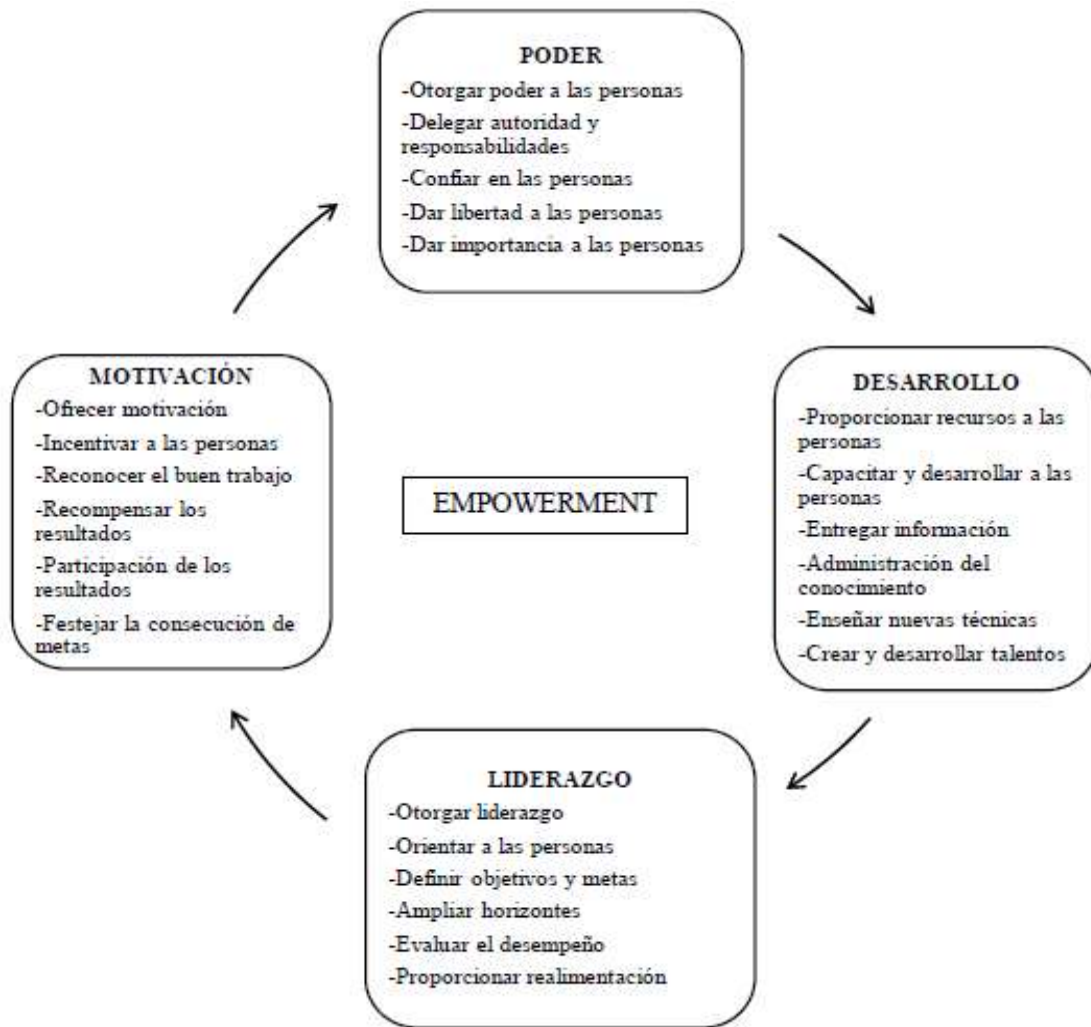 PODER
-Otorgar poder a las personas
-Delegar autoridad y
responsabilidades
-Confiar en las personas
-Dar libertad a las personas
-Dar importancia a las personas
MOTIVACIÓN
-Ofrecer motivación
-Incentivar a las personas
-Reconocer el buen trabajo
-Recompensar los
resultados
-Participación de los
resultados
-Festejar la consecución de
metas
EMPOWERMENT
DESARROLLO
-Proporcionar recursos a las
personas
-Capacitar y desarrollar a las
personas
-Entregar información
-Administración del
conocimiento
-Enseñar nuevas técnicas
-Crear y desarrollar talentos
LIDERAZGO
-Otorgar liderazgo
-Orientar a las personas
-Definir objetivos y metas
-Ampliar horizontes
-Evaluar el desempeño
-Proporcionar realimentación